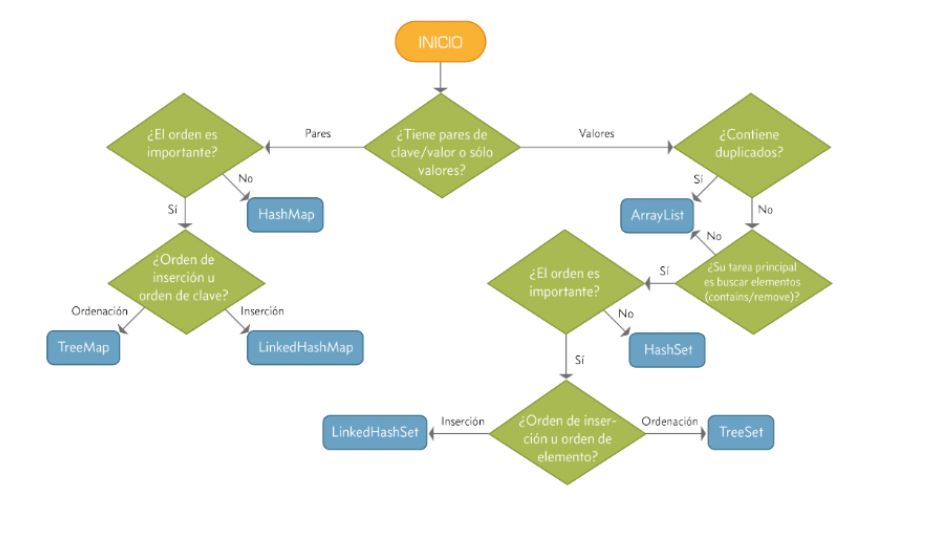 INICIO
¿El orden es
importante?
Pares
¿Tiene pares de
clave/valor o sólo
valores?
Valores
¿Contiene
duplicados?
No
Sí
HashMap
Sí
ArrayList
No
No
¿Orden de
inserción u
orden de clave?
¿El orden es
importante?
Sí
¿Su tarea principal
es buscar elementos
(contains/remove)?
Ordenación
Inserción
No
TreeMap
LinkedHashMap
HashSet
Sí
LinkedHashSet
Inserción
¿Orden de inser-
ción u orden de
elemento?
Ordenación
TreeSet